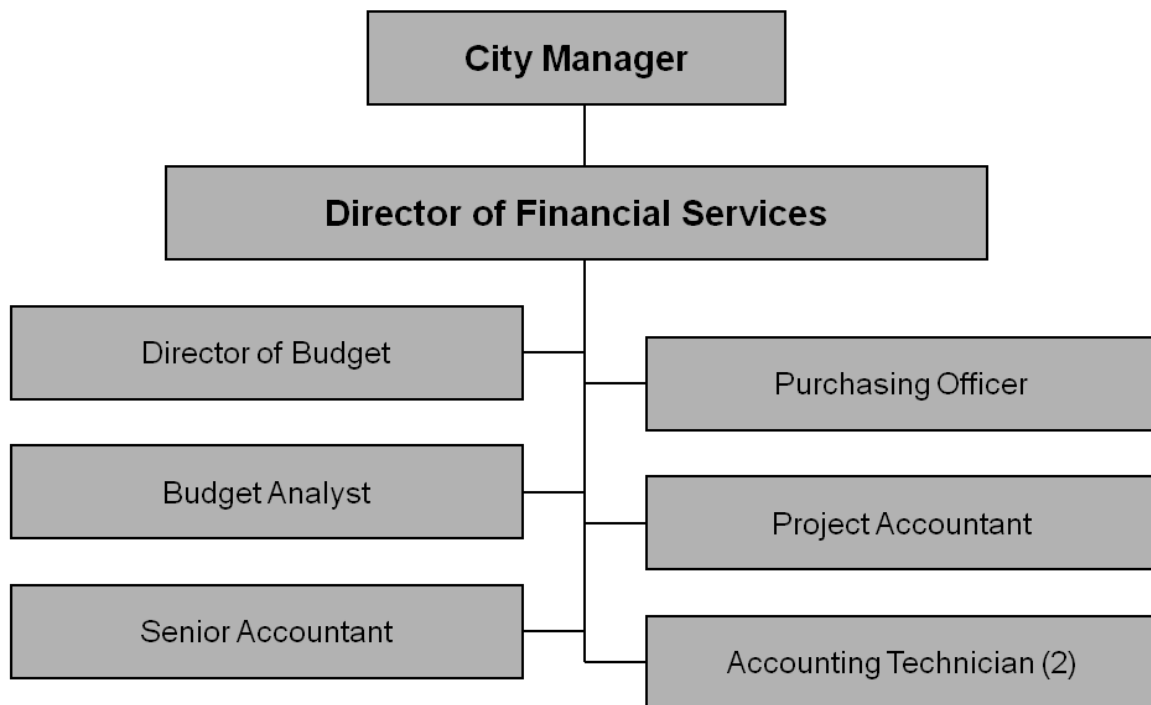 City Manager
Director of Financial Services
Director of Budget
Purchasing Officer
Budget Analyst
Project Accountant
Senior Accountant
Accounting Technician (2)